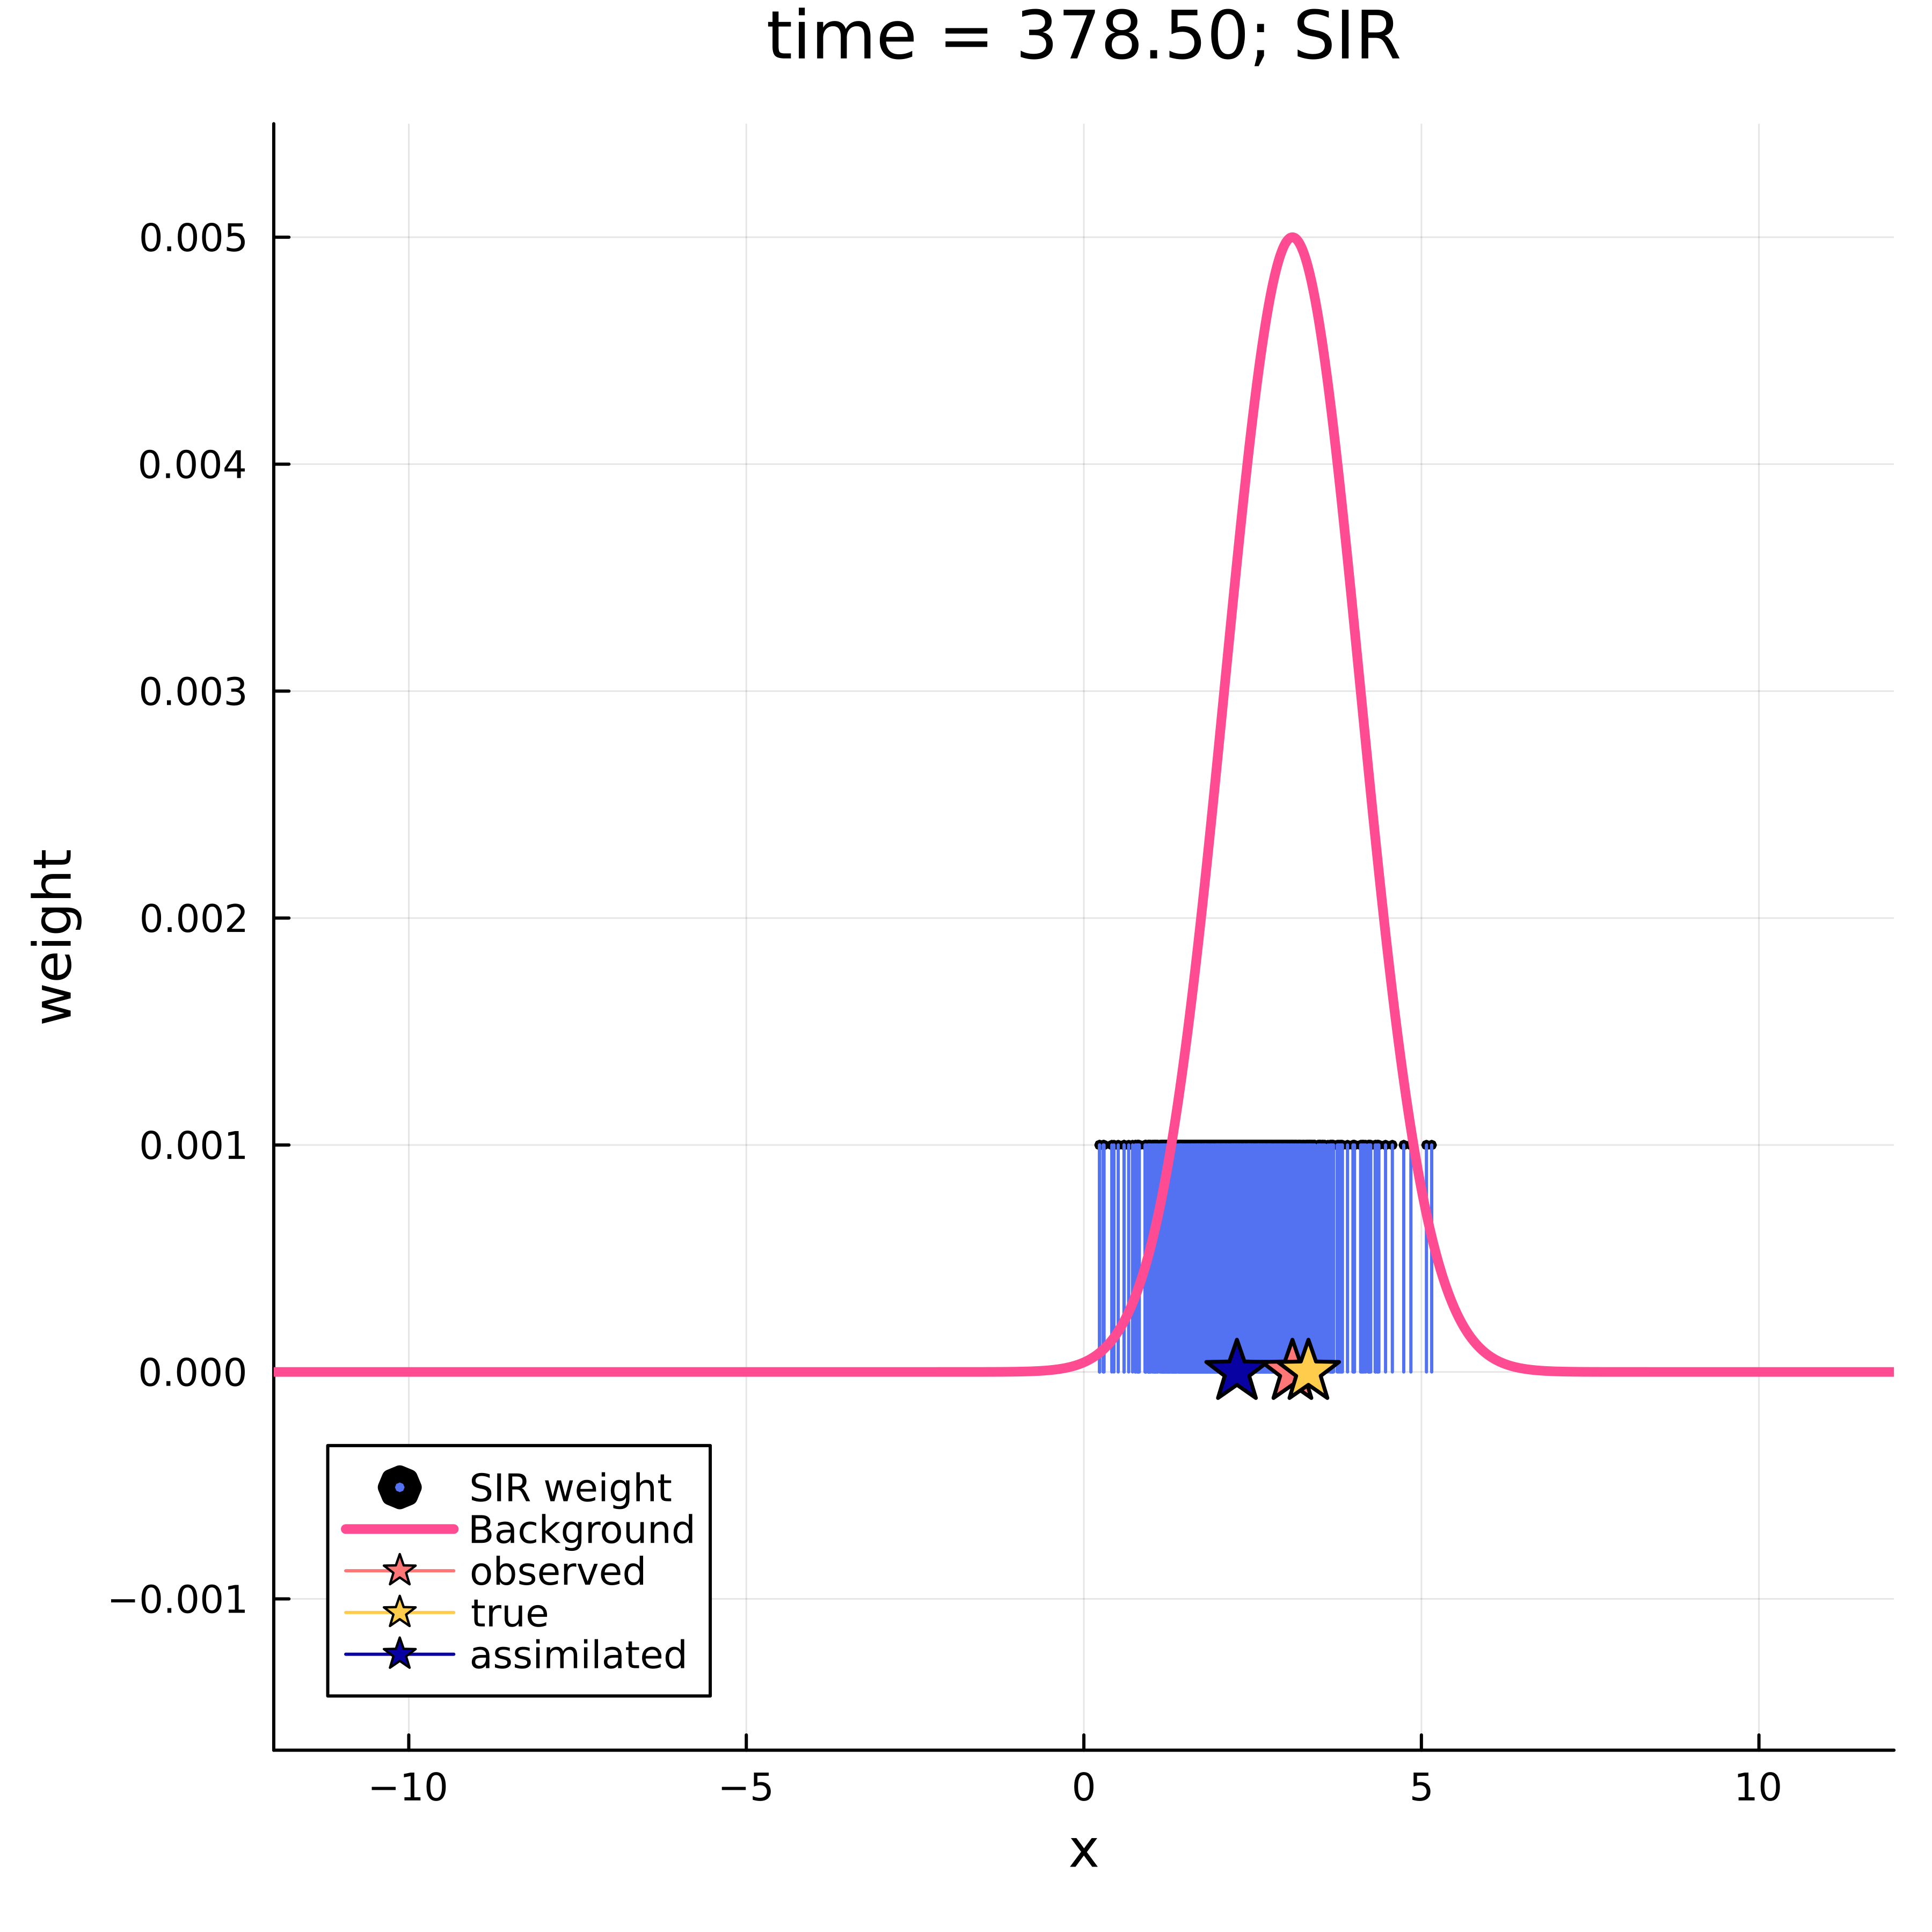 time = 378.50; SIR
weight
0.005
0.004
0.003
0.002
0.001
0.000
−0.001
SIR weight
Background
observed
true
assimilated
−10 −5 0 5 10
x